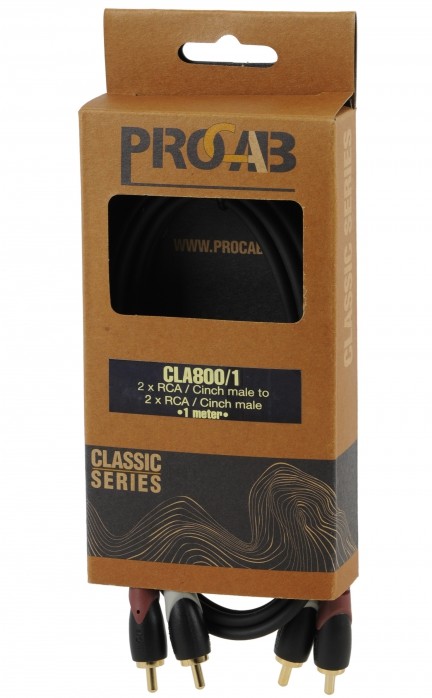 PROCAB
WWW.PROCAB
CLA800/1
2 x RCA / Cinch male to
2 x RCA / Cinch male
•1 meter•
CLASSIC
SERIES
CLASSIC SERIES